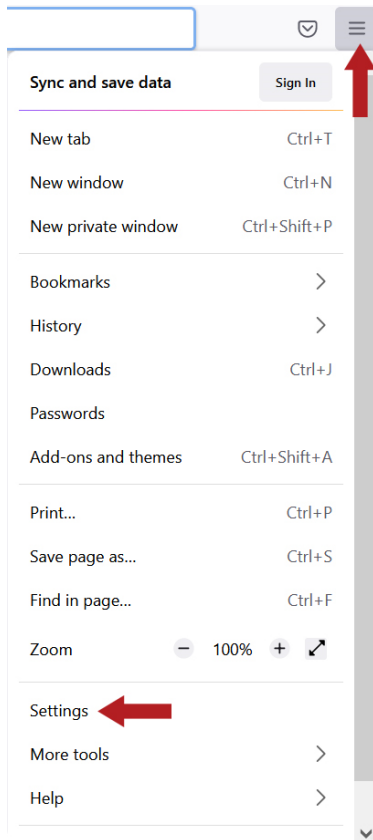 Sync and save data Sign In
New tab Ctrl+T
New window Ctrl+N
New private window Ctrl+Shift+P
Bookmarks
History
Downloads Ctrl+J
Passwords
Add-ons and themes Ctrl+Shift+A
Print... Ctrl+P
Save page as... Ctrl+S
Find in page... Ctrl+F
Zoom − 100% +
Settings
More tools
Help